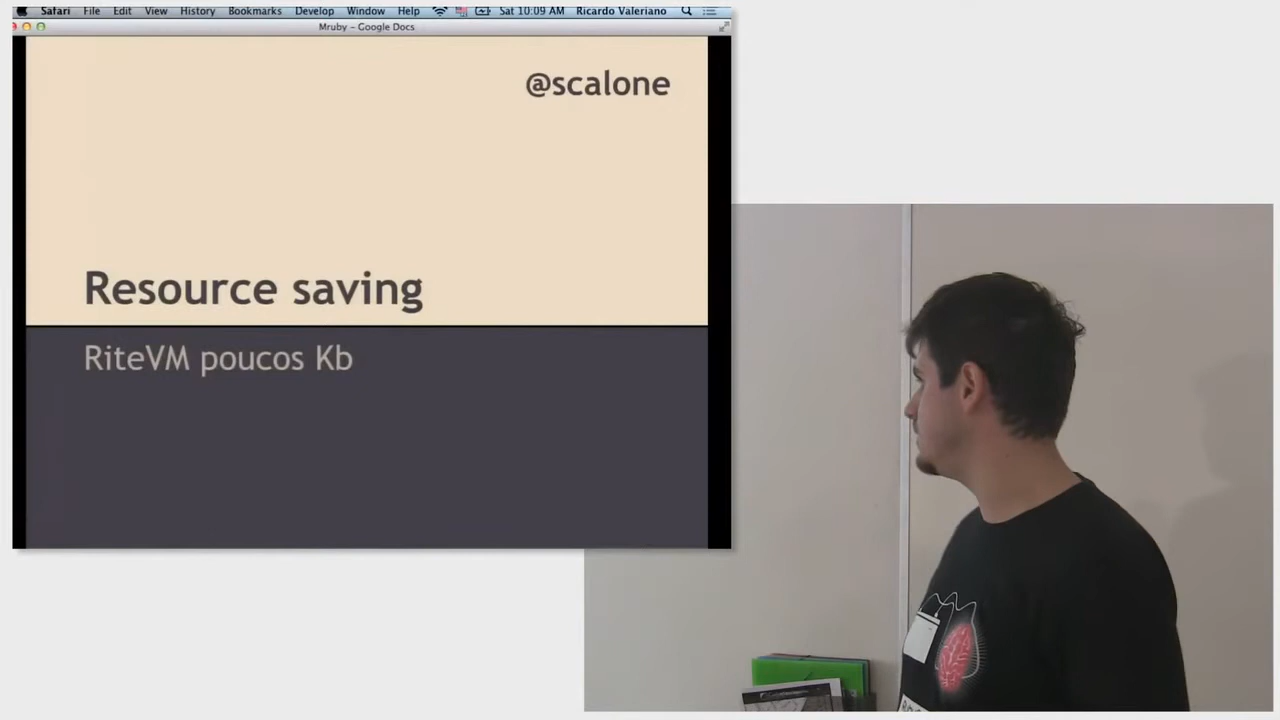 Safari File Edit View History Bookmarks Develop Window Help Sat 10:09 AM Ricardo Valeriano
Mruby – Google Docs
@scalone
Resource saving
RiteVM poucos Kb